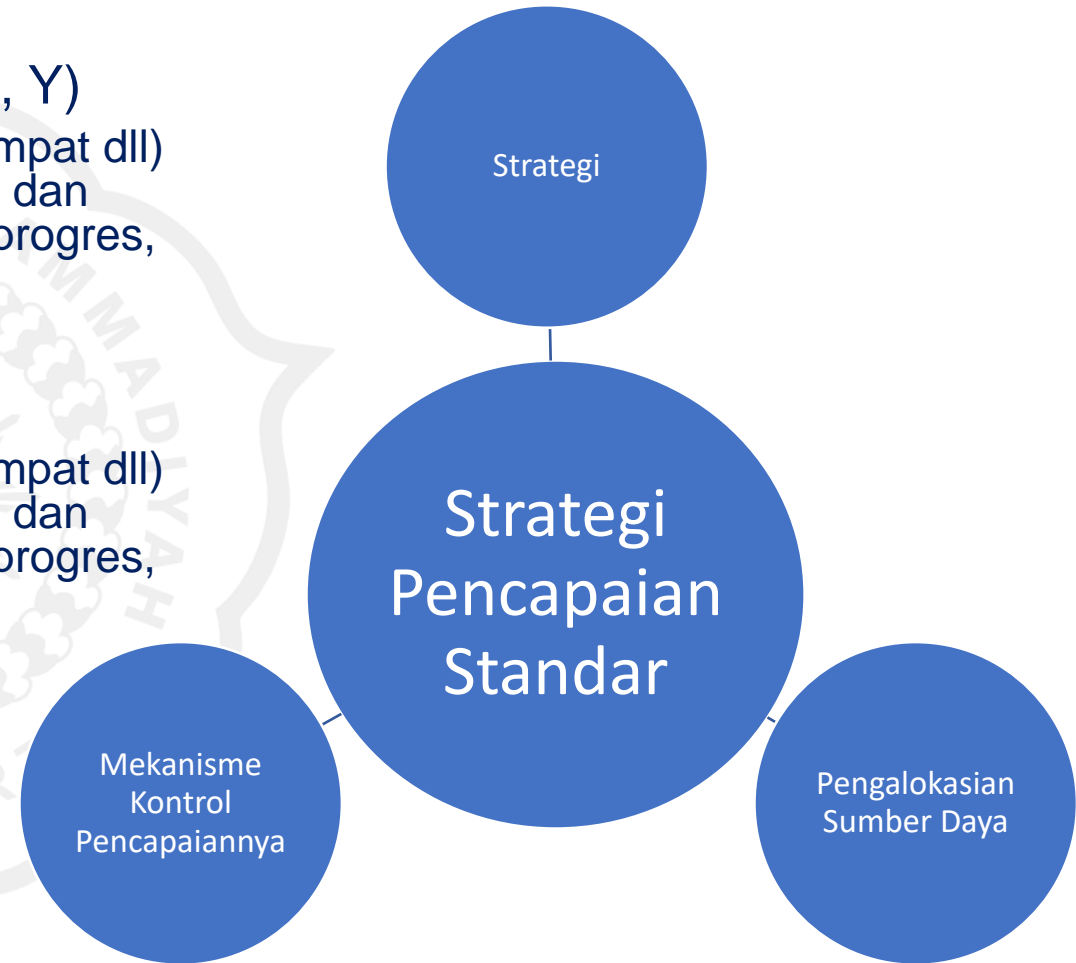 , Y)
mpat dll)
dan
progres,
mpat dll)
dan
progres,
Strategi
Strategi
Pencapaian
Standar
Mekanisme
Kontrol
Pencapaiannya
Pengalokasian
Sumber Daya